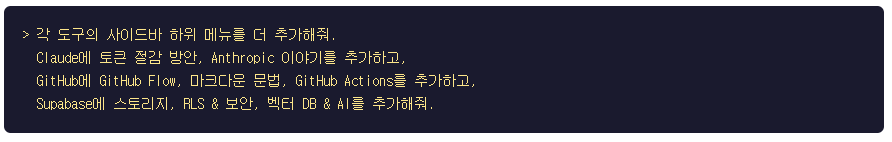 > 각 도구의 사이드바 하위 메뉴를 더 추가해줘.
Claude에 토큰 절감 방안, Anthropic 이야기를 추가하고,
GitHub에 GitHub Flow, 마크다운 문법, GitHub Actions를 추가하고,
Supabase에 스토리지, RLS & 보안, 벡터 DB & AI를 추가해줘.